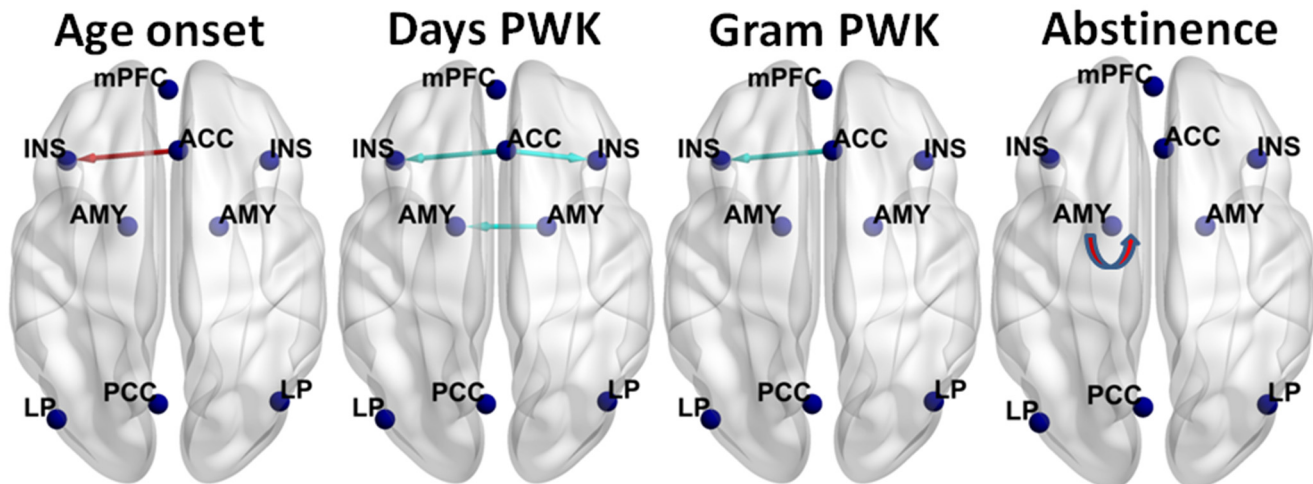 Age onset
Days PWK
Gram PWK
Abstinence
mPFC
mPFC
mPFC
mPFC
INS
ACC
INS
INS
ACC
INS
INS
ACC
INS
INS
ACC
INS
AMY
AMY
AMY
AMY
AMY
AMY
AMY
AMY
LP
PCC
LP
LP
PCC
LP
LP
PCC
LP
LP
PCC
LP